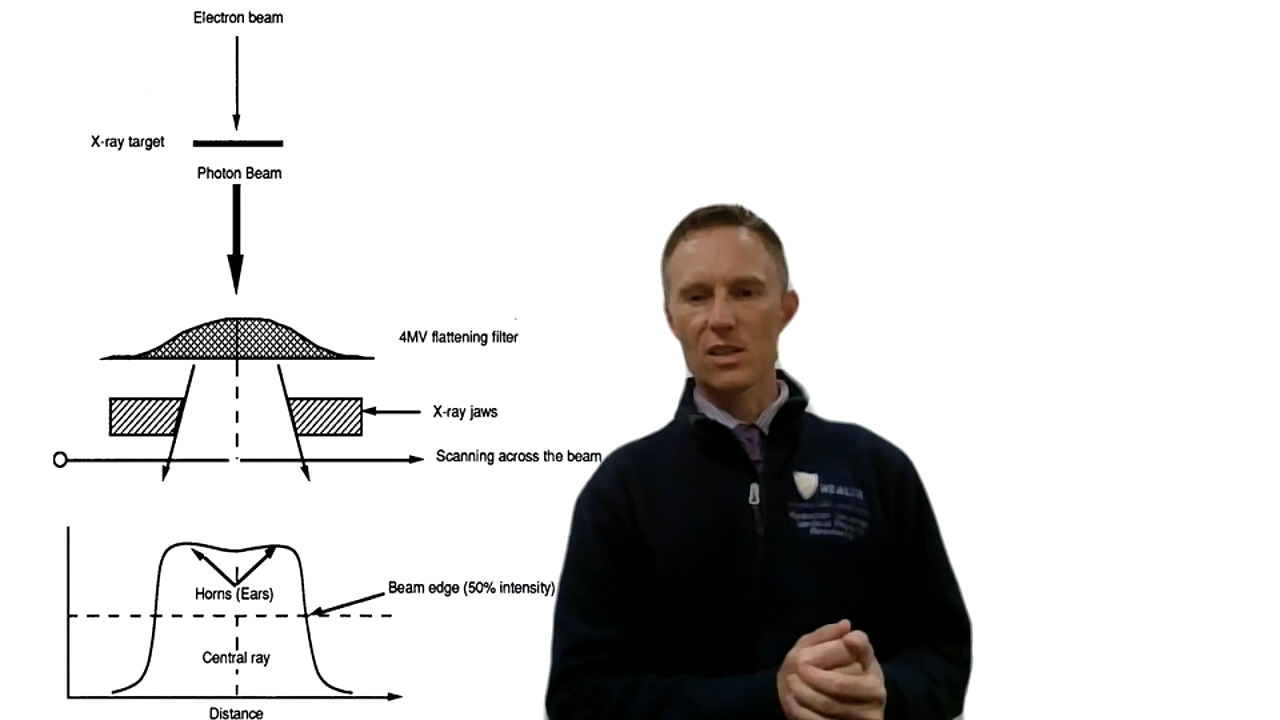 Electron beam
X-ray target
Photon Beam
4MV flattening filter
X-ray jaws
Scanning across the beam
Horns (Ears)
Beam edge (50% intensity)
Central ray
Distance
HEALTH